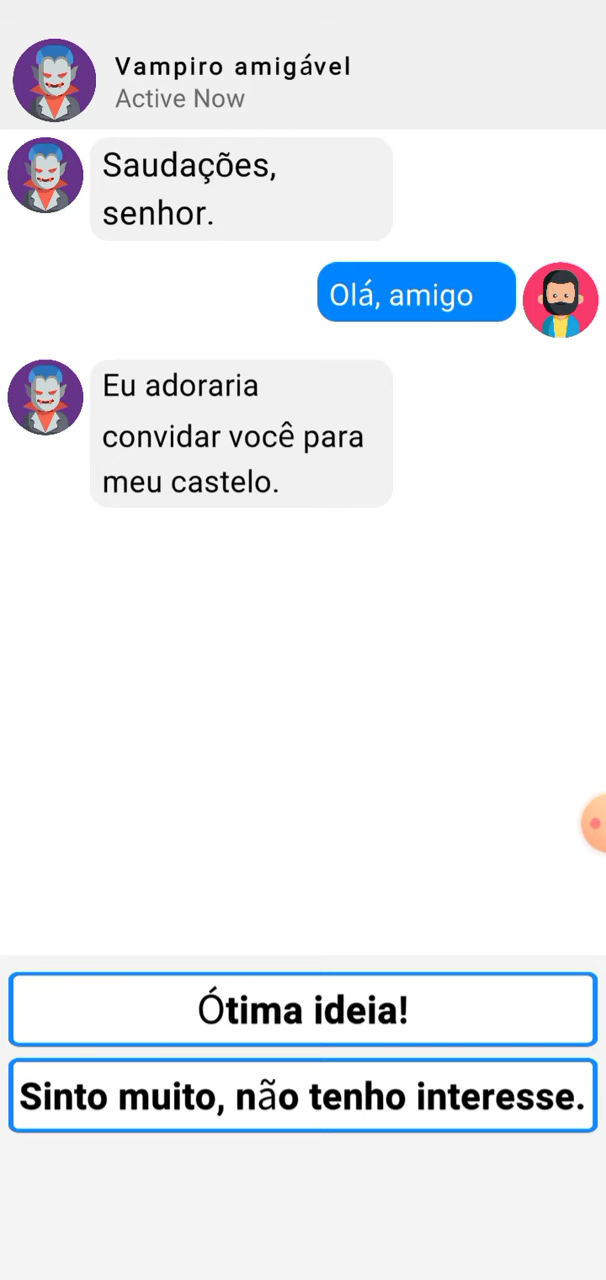 Vampiro amigável
Active Now
Saudações,
senhor.
Olá, amigo
Eu adoraria
convidar você para
meu castelo.
Ótima ideia!
Sinto muito, não tenho interesse.